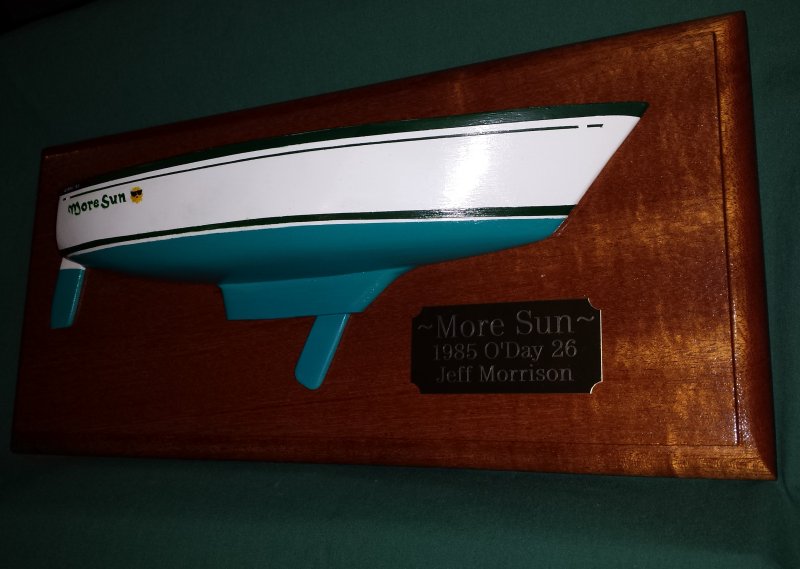 More Sun
~More Sun~
1985 O'Day 26
Jeff Morrison